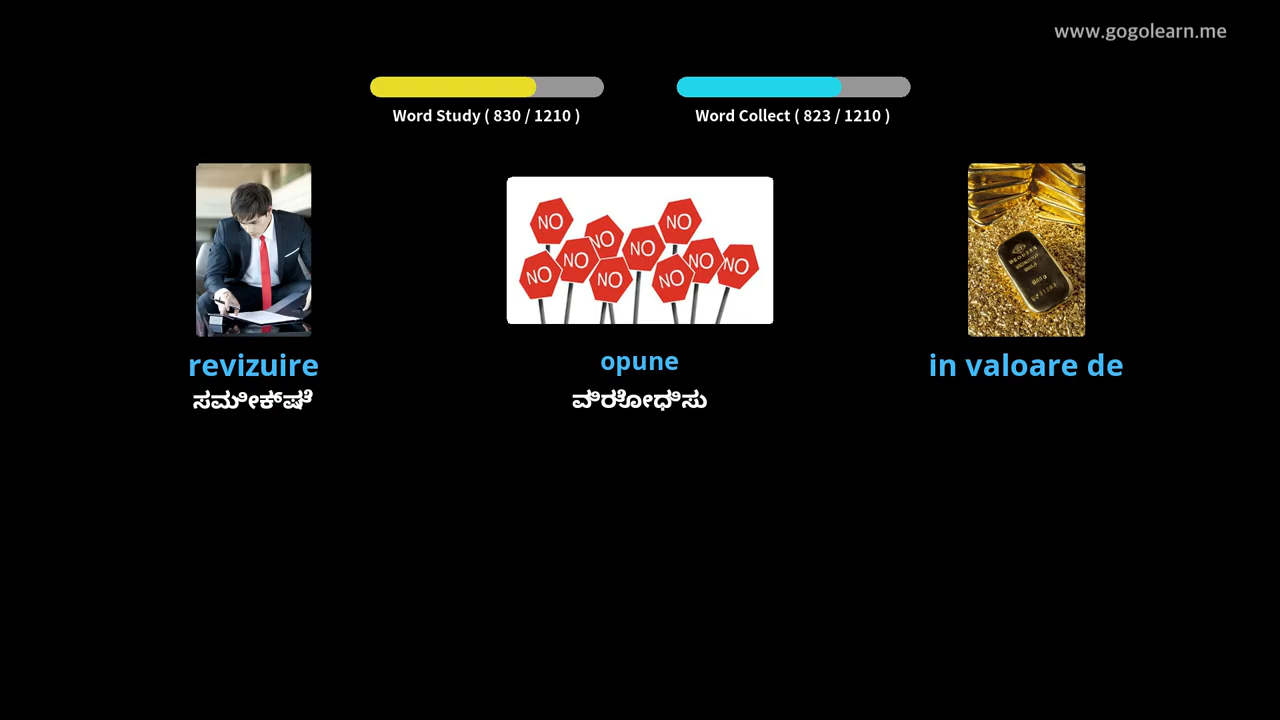 www.gogolearn.me
Word Study ( 830 / 1210 )
Word Collect ( 823 / 1210 )
NO
NO
NO
NO
NO
NO
NO
NO
NO
NO
revizuire
ಸಮೀಕ್ಷೆ
opune
ವಿರೋಧಿಸು
in valoare de